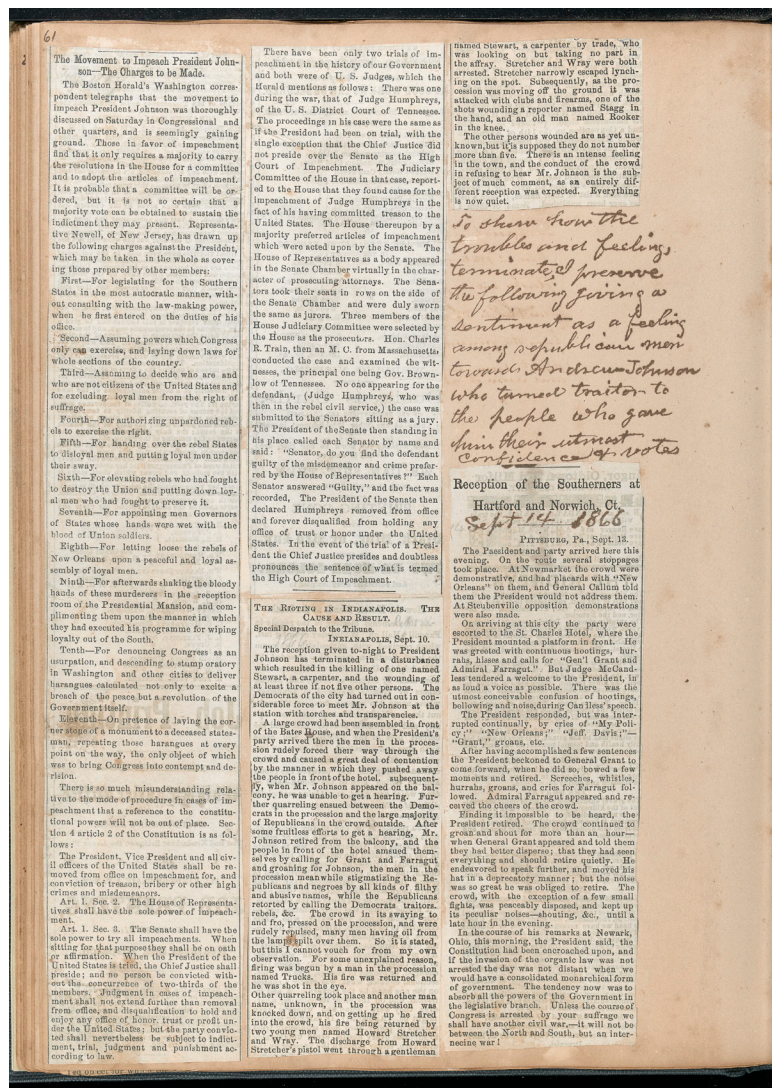 61
The Movement to Impeach President John-
son—The Charges to be Made.
The Boston Herald's Washington corres-
pondent telegraphs that the movement to
impeach President Johnson was thoroughly
discussed on Saturday in Congressional and
other quarters, and is seemingly gaining
ground. Those in favor of impeachment
find that it only requires a majority to carry
the resolutions in the House for a committee
and to adopt the articles of impeachment.
It is probable that a committee will be or-
dered, but it is not so certain that a
majority vote can be obtained to sustain the
indictment they may present. Representa-
tive Newell, of New Jersey, has drawn up
the following charges against the President,
which may be taken in the whole as cover
ing those prepared by other members:
First—For legislating for the Southern
States in the most autocratic manner, with-
out consulting with the law-making power,
when he first entered on the duties of his
office.
Second—Assuming powers which Congress
only can exercise, and laying down laws for
whole sections of the country.
Third—Assuming to decide who are and
who are not citizens of the United States and
for excluding loyal men from the right of
suffrage.
Fourth—For authorizing unpardoned reb-
els to exercise the right.
Fifth—For handing over the rebel States
to disloyal men and putting loyal men under
their sway.
Sixth—For elevating rebels who had fought
to destroy the Union and putting down loy-
al men who had fought to preserve it.
Seventh—For appointing men Governors
of States whose hands were wet with the
blood of Union soldiers.
Eighth—For letting loose the rebels of
New Orleans upon a peaceful and loyal as-
sembly of loyal men.
Ninth—For afterwards shaking the bloody
hands of these murderers in the reception
room of the Presidential Mansion, and com-
plimenting them upon the manner in which
they had executed his programme for wiping
loyalty out of the South.
Tenth—For denouncing Congress as an
usurpation, and descending to stump oratory
in Washington and other cities to deliver
harangues calculated not only to excite a
breach of the peace but a revolution of the
Government itself.
Eleventh—On pretence of laying the cor-
ner stone of a monument to a deceased states-
man, repeating those harangues at every
point on the way, the only object of which
was to bring Congress into contempt and de-
rision.
There is so much misunderstanding rela-
tive to the mode of procedure in cases of im-
peachment that a reference to the constitu-
tional powers will not be out of place. Sec-
tion 4 article 2 of the Constitution is as fol-
lows:
The President, Vice President and all civ-
il officers of the United States shall be re-
moved from office on impeachment for, and
conviction of treason, bribery or other high
crimes and misdemeanors.
Art. 1. Sec. 2. The House of Representa-
tives shall have the sole power of impeach-
ment.
Art. 1. Sec. 3. The Senate shall have the
sole power to try all impeachments. When
sitting for that purpose they shall be on oath
or affirmation. When the President of the
United States is tried, the Chief Justice shall
preside; and no person be convicted with-
out the concurrence of two-thirds of the
members. Judgment in cases of impeach-
ment shall not extend further than removal
from office, and disqualification to hold and
enjoy any office of honor, trust or profit un-
der the United States; but the party convic-
ted shall nevertheless be subject to indict-
ment, trial, judgment and punishment ac-
cording to law.
There have been only two trials of im-
peachment in the history of our Government
and both were of U. S. Judges, which the
Herald mentions as follows: There was one
during the war, that of Judge Humphreys,
of the U. S. District Court of Tennessee.
The proceedings in his case were the same as
if the President had been on trial, with the
single exception that the Chief Justice did
not preside over the Senate as the High
Court of Impeachment. The Judiciary
Committee of the House in that case, report-
ed to the House that they found cause for the
impeachment of Judge Humphreys in the
fact of his having committed treason to the
United States. The House thereupon by a
majority preferred articles of impeachment
which were acted upon by the Senate. The
House of Representatives as a body appeared
in the Senate Chamber virtually in the char-
acter of prosecuting attorneys. The Sena-
tors took their seats in rows on the side of
the Senate Chamber and were duly sworn
the same as jurors. Three members of the
House Judiciary Committee were selected by
the House as the prosecutors. Hon. Charles
R. Train, then an M. C. from Massachusetts
conducted the case and examined the wit-
nesses, the principal one being Gov. Brown-
low of Tennessee. No one appearing for the
defendant, (Judge Humphreys, who was
then in the rebel civil service,) the case was
submitted to the Senators sitting as a jury.
The President of the Senate then standing in
his place called each Senator by name and
said: "Senator, do you find the defendant
guilty of the misdemeanor and crime prefer-
red by the House of Representatives?" Each
Senator answered "Guilty," and the fact was
recorded, The President of the Senate then
declared Humphreys removed from office
and forever disqualified from holding any
office of trust or honor under the United
States. In the event of the trial of a Presi-
dent the Chief Justice presides and doubtless
pronounces the sentence of what is termed
the High Court of Impeachment.
THE RIOTING IN INDIANAPOLIS. THE
CAUSE AND RESULT.
Special Despatch to the Tribune.
INEIANAPOLIS, Sept. 10.
The reception given to-night to President
Johnson has terminated in a disturbance
which resulted in the killing of one named
Stewart, a carpenter, and the wounding of
at least three if not five other persons. The
Democrats of the city had turned out in con-
siderable force to meet Mr. Johnson at the
station with torches and transparencies.
A large crowd had been assembled in front
of the Bates House, and when the President's
party arrived there the men in the proces-
sion rudely forced their way through the
crowd and caused a great deal of contention
by the manner in which they pushed away
the people in front of the hotel. subsequent-
ly, when Mr. Johnson appeared on the bal-
cony, he was unable to get a hearing. Fur-
ther quarreling ensued between the Demo-
crats in the procession and the large majority
of Republicans in the crowd outside. After
some fruitless efforts to get a hearing, Mr.
Johnson retired from the balcony, and the
people in front of the hotel amsued them-
selves by calling for Grant and Farragut
and groaning for Johnson, the men in the
procession meanwhile stigmatizing the Re-
publicans and negroes by all kinds of filthy
and abusive names, while the Republicans
retorted by calling the Democrats traitors,
rebels, &c. The crowd in its swaying to
and fro, pressed on the procession, and were
rudely repulsed, many men having oil from
the lamps spilt over them. So it is stated,
but this I cannot vouch for from my own
observation. For some unexplained reason,
firing was begun by a man in the procession
named Trucks. His fire was returned and
he was shot in the eye.
Other quarreling took place and another man
name, unknown, in the procession was
knocked down, and on getting up he fired
into the crowd, his fire being returned by
two young men named Howard Stretcher
and Wray. The discharge from Howard
Stretcher's pistol went through a gentleman
named Stewart, a carpenter by trade, who
was looking on but taking no part in
the affray. Stretcher and Wray were both
arrested. Stretcher narrowly escaped lynch-
ing on the spot. Subsequently, as the pro-
cession was moving off the ground it was
attacked with clubs and firearms, one of the
shots wounding a reporter named Stagg in
the hand, and an old man named Rooker
in the knee.
The other persons wounded are as yet un-
known, but it is supposed they do not number
more than five. There is an intense feeling
in the town, and the conduct of the crowd
in refusing to hear Mr. Johnson is the sub-
ject of much comment, as an entirely dif-
ferent reception was expected. Everything
is now quiet.
To show how the
troubles and feelings
terminate, I preserve
the following giving a
sentiment as a feeling
among republican men
towards Andrew Johnson
who turned traitor to
the people who gave
him their utmost
confidence & votes
Reception of the Southerners at
Hartford and Norwich, Ct.
Sept 14 1866
PITTSBURG, Pa., Sept. 13.
The President and party arrived here this
evening. On the route several stoppages
took place. At Newmarket the crowd were
demonstrative, and had placards with "New
Orleans" on them, and General Callum told
them the President would not address them.
At Steubenville opposition demonstrations
were also made.
On arriving at this city the party were
escorted to the St. Charles Hotel, where the
President mounted a platform in front. He
was greeted with continuous hootings, hur-
rahs, hisses and calls for "Gen'l Grant and
Admiral Farragut." But Judge McCand-
less tendered a welcome to the President, in
as loud a voice as possible. There was the
utmost conceivable confusion of hootings,
bellowing and noise, during Can less' speech.
The President responded, but was inter-
rupted continually, by cries of "My Pol-
cy;" "New Orleans;" "Jeff. Davis;"—
"Grant," groans, etc.
After having accomplished a few sentences
the President beckoned to General Grant to
come forward, when he did so, bowed a few
moments and retired. Screeches, whistles,
hurrahs, groans, and cries for Farragut fol-
lowed. Admiral Farragut appeared and re-
ceived the cheers of the crowd.
Finding it impossible to be heard, the
President retired. The crowd continued to
groan and shout for more than an hour—
when General Grant appeared and told them
they had better disperse; that they had seen
everything and should retire quietly. He
endeavored to speak further, and moved his
hat in a deprecatory manner; but the noise
was so great he was obliged to retire. The
crowd, with the exception of a few small
fights, was peaceably disposed, and kept up
its peculiar noises—shouting, &c., until a
late hour in the evening.
In the course of his remarks at Newark,
Ohio, this morning, the President said, the
Constitution had been encroached upon, and
if the invasion of the organic law was not
arrested the day was not distant when we
would have a consolidated monarchical form
of government. The tendency now was to
absorb all the powers of the Government in
the legislative branch. Unless the course of
Congress is arrested by your suffrage we
shall have another civil war,—it will not be
between the North and South, but an inter-
necine war!